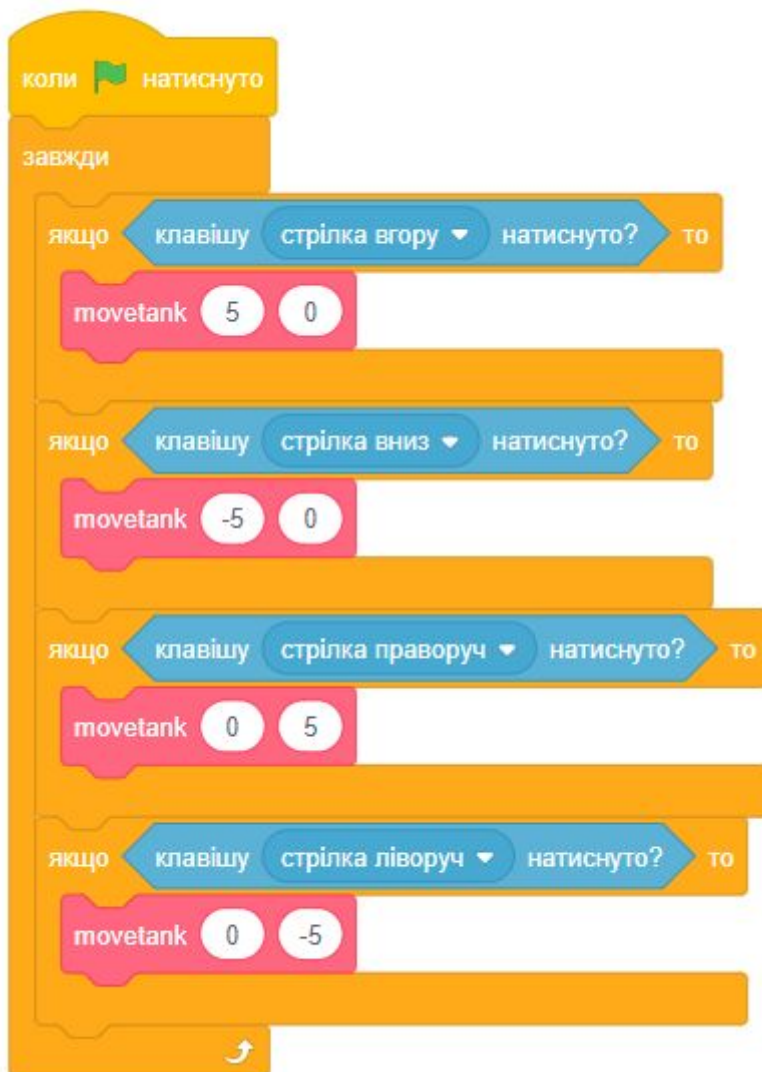 коли натиснуто
завжди
якщо клавішу стрілка вгору натиснуто? то
movetank 5 0
якщо клавішу стрілка вниз натиснуто? то
movetank -5 0
якщо клавішу стрілка праворуч натиснуто? то
movetank 0 5
якщо клавішу стрілка ліворуч натиснуто? то
movetank 0 -5